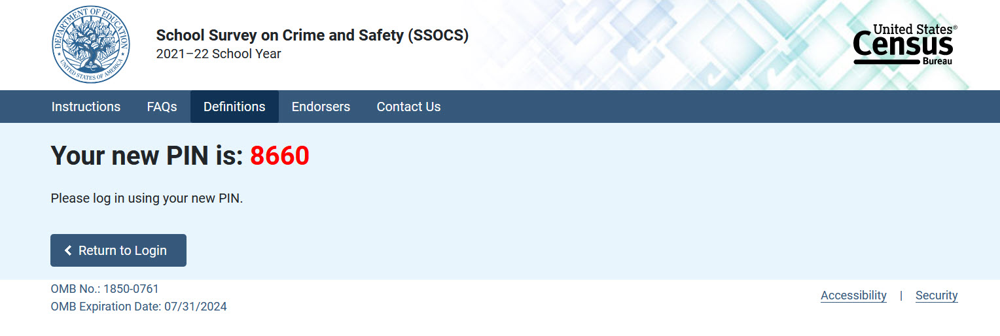 DEPARTMENT OF EDUCATION
UNITED STATES OF AMERICA
School Survey on Crime and Safety (SSOCS)
2021–22 School Year
United States®
Census
Bureau
Instructions FAQs Definitions Endorsers Contact Us
Your new PIN is: 8660
Please log in using your new PIN.
Return to Login
OMB No.: 1850-0761
OMB Expiration Date: 07/31/2024
Accessibility | Security